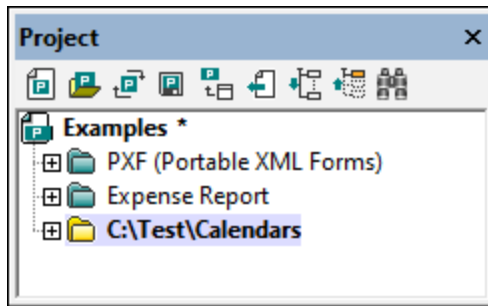 Project
Examples *
PXF (Portable XML Forms)
Expense Report
C:\Test\Calendars